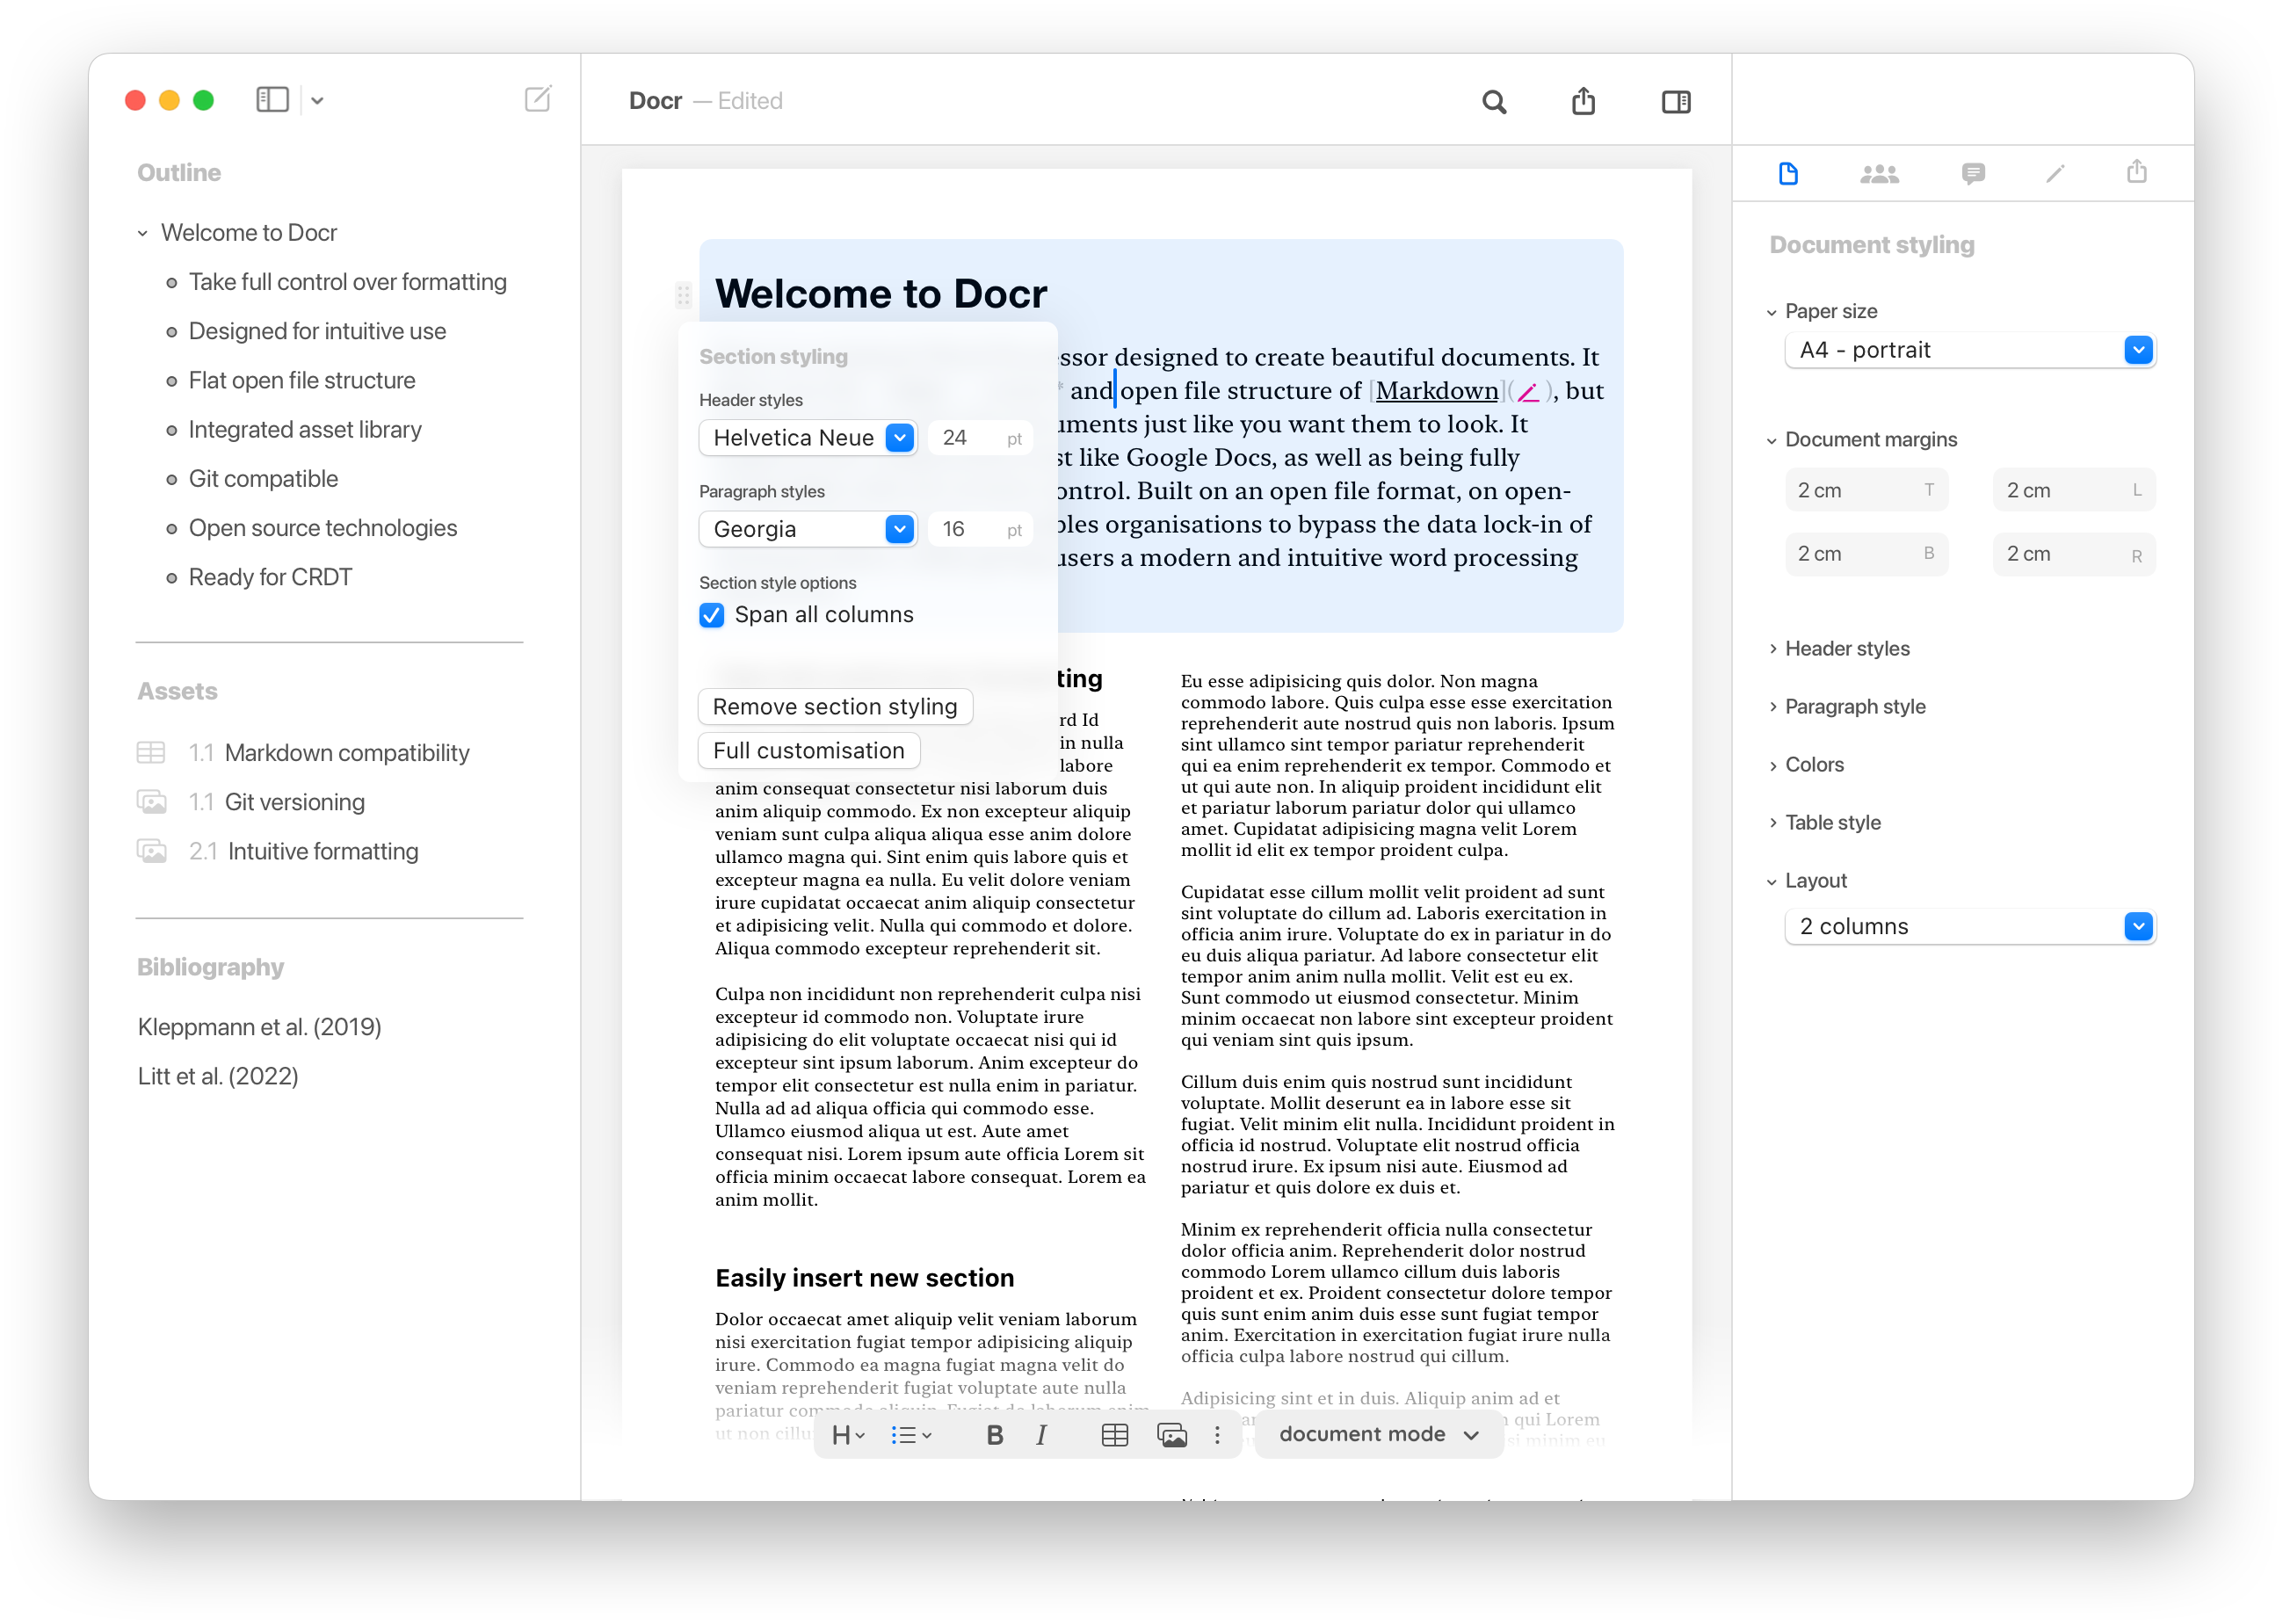 Docr — Edited
Outline
Welcome to Docr
Take full control over formatting
Designed for intuitive use
Flat open file structure
Integrated asset library
Git compatible
Open source technologies
Ready for CRDT
Assets
1.1 Markdown compatibility
1.1 Git versioning
2.1 Intuitive formatting
Bibliography
Kleppmann et al. (2019)
Litt et al. (2022)
Welcome to Docr
designed to create beautiful documents. It
and open file structure of [Markdown]( ), but
just like you want them to look. It
like Google Docs, as well as being fully
Built on an open file format, on open-
organisations to bypass the data lock-in of
users a modern and intuitive word processing
Section styling
Header styles
Helvetica Neue 24 pt
Paragraph styles
Georgia 16 pt
Section style options
Span all columns
Remove section styling
Full customisation
Id
in nulla
labore
anim consequat consectetur nisi laborum duis
anim aliquip commodo. Ex non excepteur aliquip
veniam sunt culpa aliqua aliqua esse anim dolore
ullamco magna qui. Sint enim quis labore quis et
excepteur magna ea nulla. Eu velit dolore veniam
irure cupidatat occaecat anim aliquip consectetur
et adipisicing velit. Nulla qui commodo et dolore.
Aliqua commodo excepteur reprehenderit sit.
Culpa non incididunt non reprehenderit culpa nisi
excepteur id commodo non. Voluptate irure
adipisicing do elit voluptate occaecat nisi qui id
excepteur sint ipsum laborum. Anim excepteur do
tempor elit consectetur est nulla enim in pariatur.
Nulla ad ad aliqua officia qui commodo esse.
Ullamco eiusmod aliqua ut est. Aute amet
consequat nisi. Lorem ipsum aute officia Lorem sit
officia minim occaecat labore consequat. Lorem ea
anim mollit.
Easily insert new section
Dolor occaecat amet aliquip velit veniam laborum
nisi exercitation fugiat tempor adipisicing aliquip
irure. Commodo ea magna fugiat magna velit do
veniam reprehenderit fugiat voluptate aute nulla
pariatur
ut non
Eu esse adipisicing quis dolor. Non magna
commodo labore. Quis culpa esse esse exercitation
reprehenderit aute nostrud quis non laboris. Ipsum
sint ullamco sint tempor pariatur reprehenderit
qui ea enim reprehenderit ex tempor. Commodo et
ut qui aute non. In aliquip proident incididunt elit
et pariatur laborum pariatur dolor qui ullamco
amet. Cupidatat adipisicing magna velit Lorem
mollit id elit ex tempor proident culpa.
Cupidatat esse cillum mollit velit proident ad sunt
sint voluptate do cillum ad. Laboris exercitation in
officia anim irure. Voluptate do ex in pariatur in do
eu duis aliqua pariatur. Ad labore consectetur elit
tempor anim anim nulla mollit. Velit est eu ex.
Sunt commodo ut eiusmod consectetur. Minim
minim occaecat non labore sint excepteur proident
qui veniam sint quis ipsum.
Cillum duis enim quis nostrud sunt incididunt
voluptate. Mollit deserunt ea in labore esse sit
fugiat. Velit minim elit nulla. Incididunt proident in
officia id nostrud. Voluptate elit nostrud officia
nostrud irure. Ex ipsum nisi aute. Eiusmod ad
pariatur et quis dolore ex duis et.
Minim ex reprehenderit officia nulla consectetur
dolor officia anim. Reprehenderit dolor nostrud
commodo Lorem ullamco cillum duis laboris
proident et ex. Proident consectetur dolore tempor
quis sunt enim anim duis esse sunt fugiat tempor
anim. Exercitation in exercitation fugiat irure nulla
officia culpa labore nostrud qui cillum.
Adipisicing sint et in duis. Aliquip anim ad et
qui Lorem
minim eu
H B I
document mode
Document styling
Paper size
A4 - portrait
Document margins
2 cm T 2 cm L
2 cm B 2 cm R
Header styles
Paragraph style
Colors
Table style
Layout
2 columns